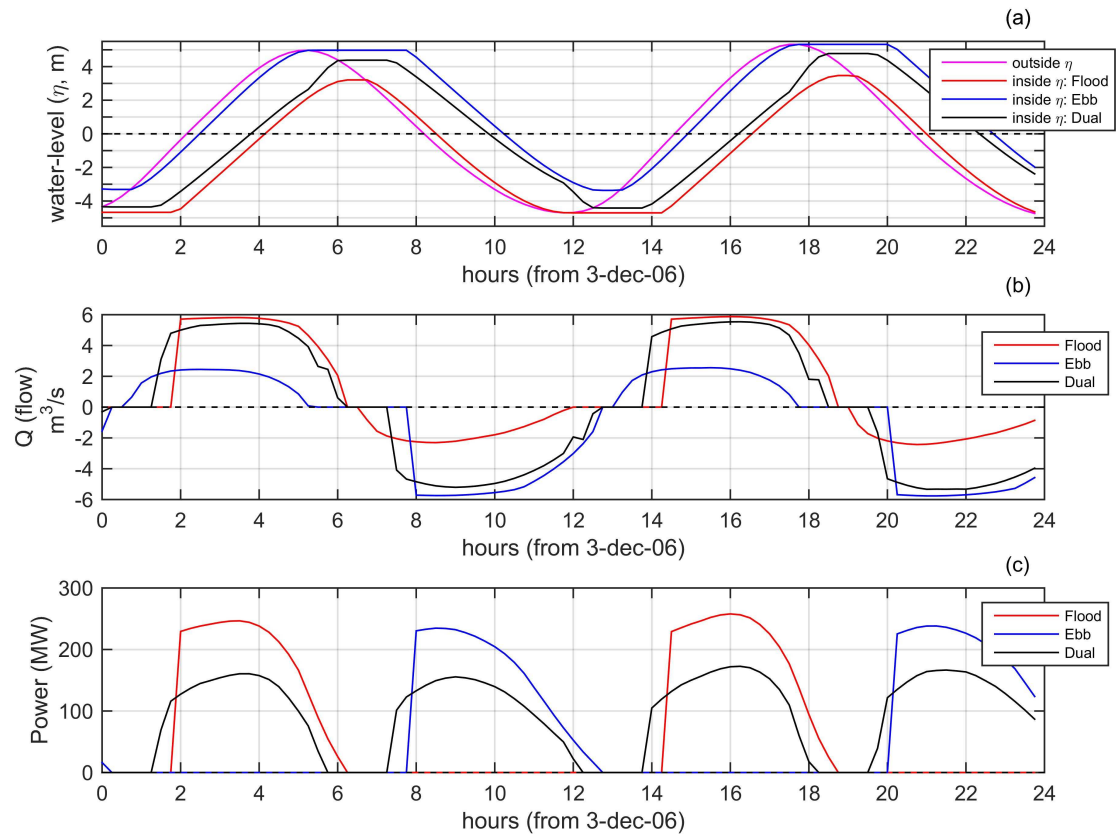 (a)
water-level (η, m)
4
2
0
-2
-4
outside η
inside η: Flood
inside η: Ebb
inside η: Dual
0 2 4 6 8 10 12 14 16 18 20 22 24
hours (from 3-dec-06)
(b)
Q (flow)
m³/s
6
4
2
0
-2
-4
-6
Flood
Ebb
Dual
0 2 4 6 8 10 12 14 16 18 20 22 24
hours (from 3-dec-06)
(c)
Power (MW)
300
200
100
0
Flood
Ebb
Dual
0 2 4 6 8 10 12 14 16 18 20 22 24
hours (from 3-dec-06)